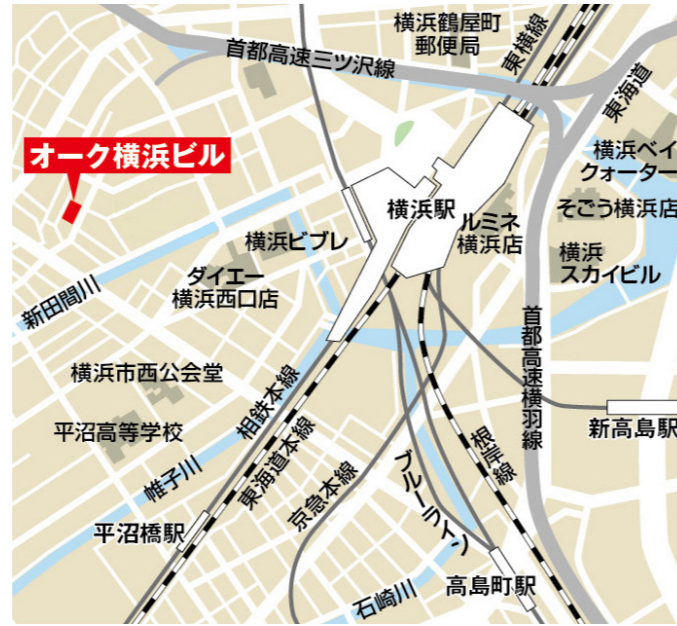 横浜鶴屋町
郵便局
東横線
首都高速三ツ沢線
東海道
オーク横浜ビル
横浜ベイ
クォーター
横浜駅
そごう横浜店
ルミネ
横浜店
横浜ビブレ
横浜
スカイビル
ダイエー
横浜西口店
新田間川
首都高速横羽線
横浜市西公会堂
相鉄本線
平沼高等学校
東海道本線
新高島駅
根岸線
帷子川
京急本線
ブルーライン
平沼橋駅
高島町駅
石崎川